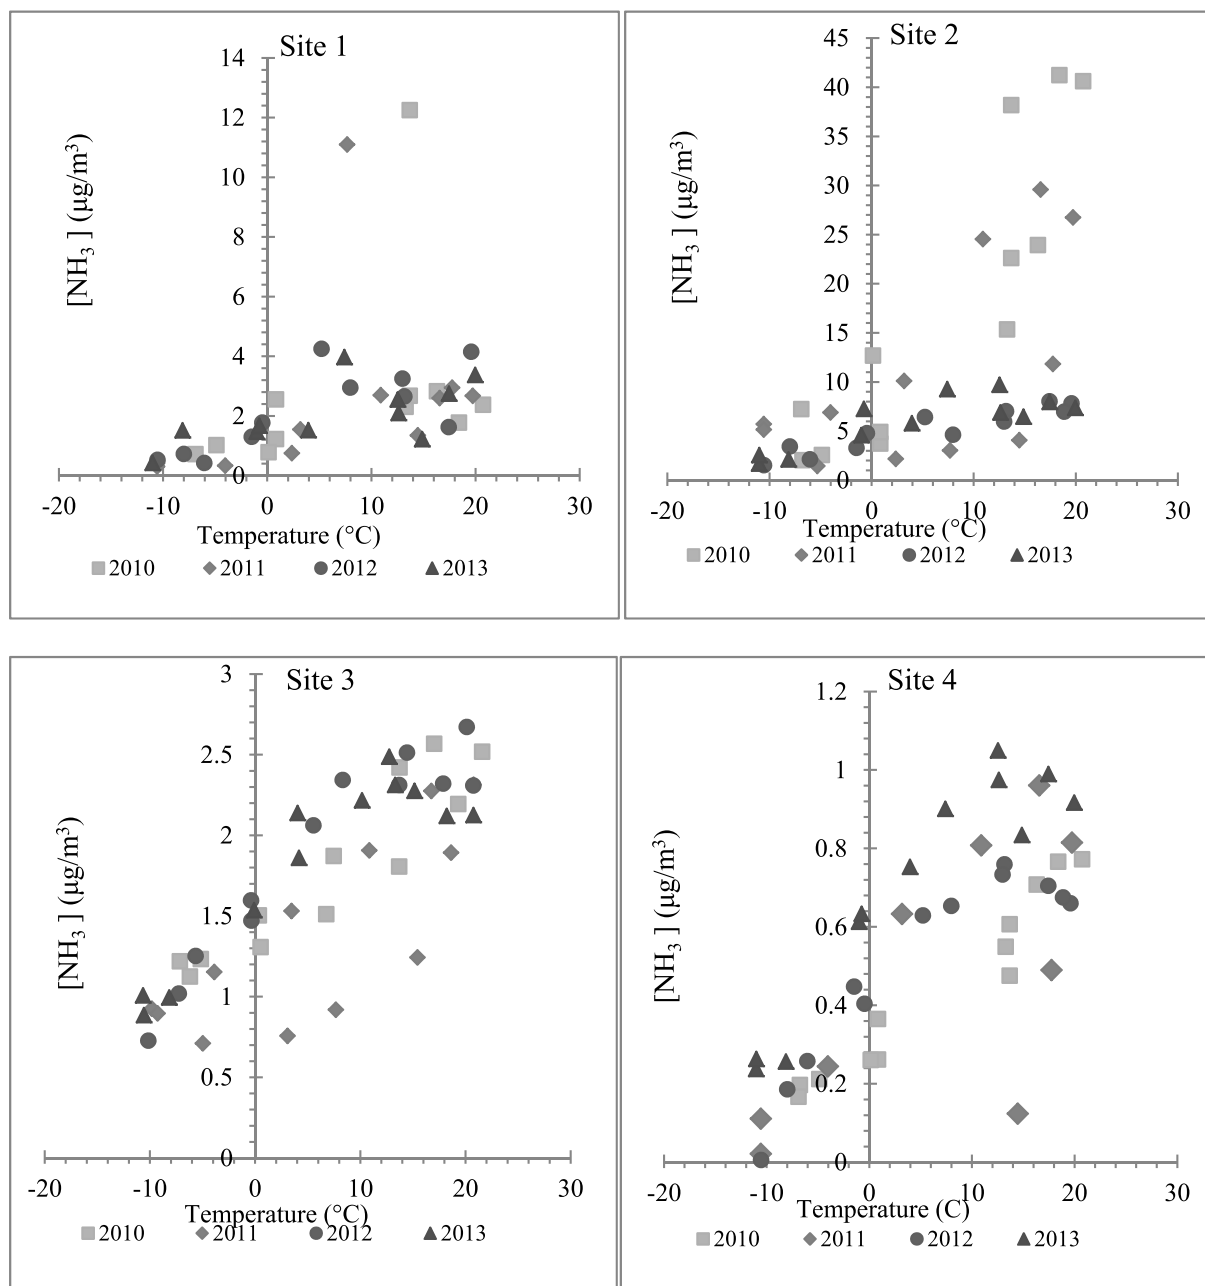 Site 1
14
12
10
8
6
4
2
0
[NH3 ] (µg/m3)
-20 -10 0 10 20 30
Temperature (°C)
2010 2011 2012 2013
Site 2
45
40
35
30
25
20
15
10
5
0
[NH3 ] (µg/m3)
-20 -10 0 10 20 30
Temperature (°C)
2010 2011 2012 2013
Site 3
3
2.5
2
1.5
1
0.5
0
[NH3 ] (µg/m3)
-20 -10 0 10 20 30
Temperature (°C)
2010 2011 2012 2013
Site 4
1.2
1
0.8
0.6
0.4
0.2
0
[NH3 ] (µg/m3)
-20 -10 0 10 20 30
Temperature (C)
2010 2011 2012 2013